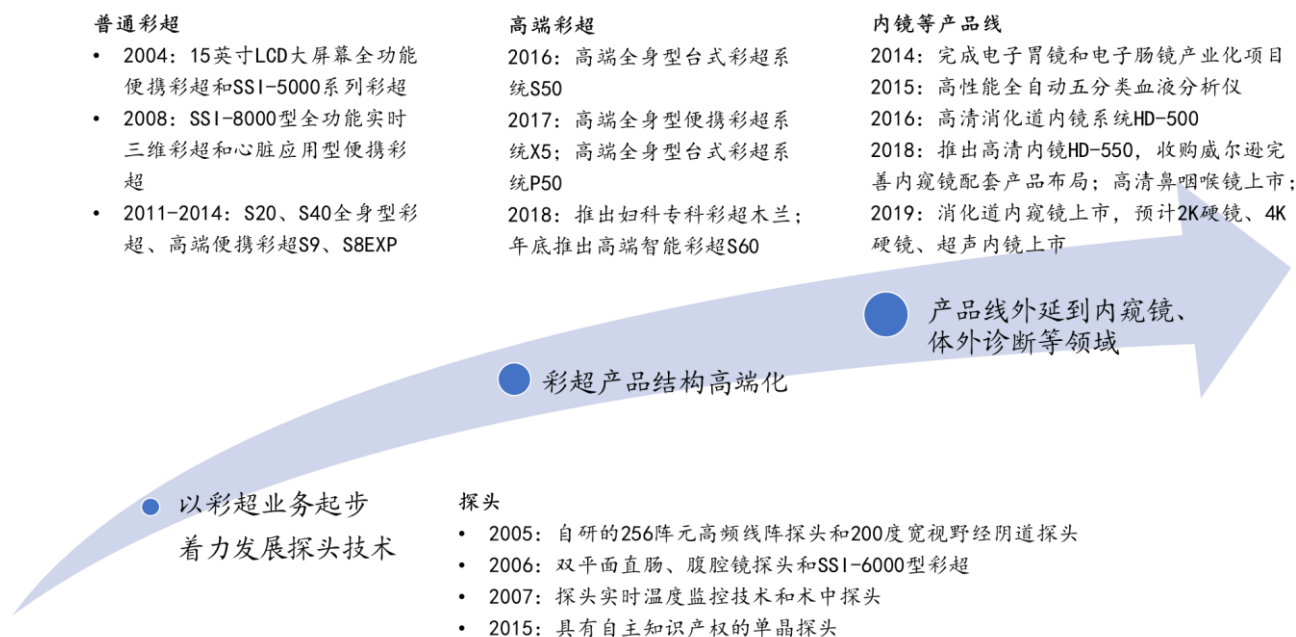 普通彩超
• 2004：15英寸LCD大屏幕全功能
便携彩超和SSI-5000系列彩超
• 2008：SSI-8000型全功能实时
三维彩超和心脏应用型便携彩
超
• 2011-2014：S20、S40全身型彩
超、高端便携彩超S9、S8EXP
高端彩超
2016：高端全身型台式彩超系
统S50
2017：高端全身型便携彩超系
统X5；高端全身型台式彩超系
统P50
2018：推出妇科专科彩超木兰；
年底推出高端智能彩超S60
内镜等产品线
2014：完成电子胃镜和电子肠镜产业化项目
2015：高性能全自动五分类血液分析仪
2016：高清消化道内镜系统HD-500
2018：推出高清内镜HD-550，收购威尔逊完
善内窥镜配套产品布局；高清鼻咽喉镜上市；
2019：消化道内窥镜上市，预计2K硬镜、4K
硬镜、超声内镜上市
产品线外延到内窥镜、
体外诊断等领域
彩超产品结构高端化
以彩超业务起步
着力发展探头技术
探头
• 2005：自研的256阵元高频线阵探头和200度宽视野经阴道探头
• 2006：双平面直肠、腹腔镜探头和SSI-6000型彩超
• 2007：探头实时温度监控技术和术中探头
• 2015：具有自主知识产权的单晶探头